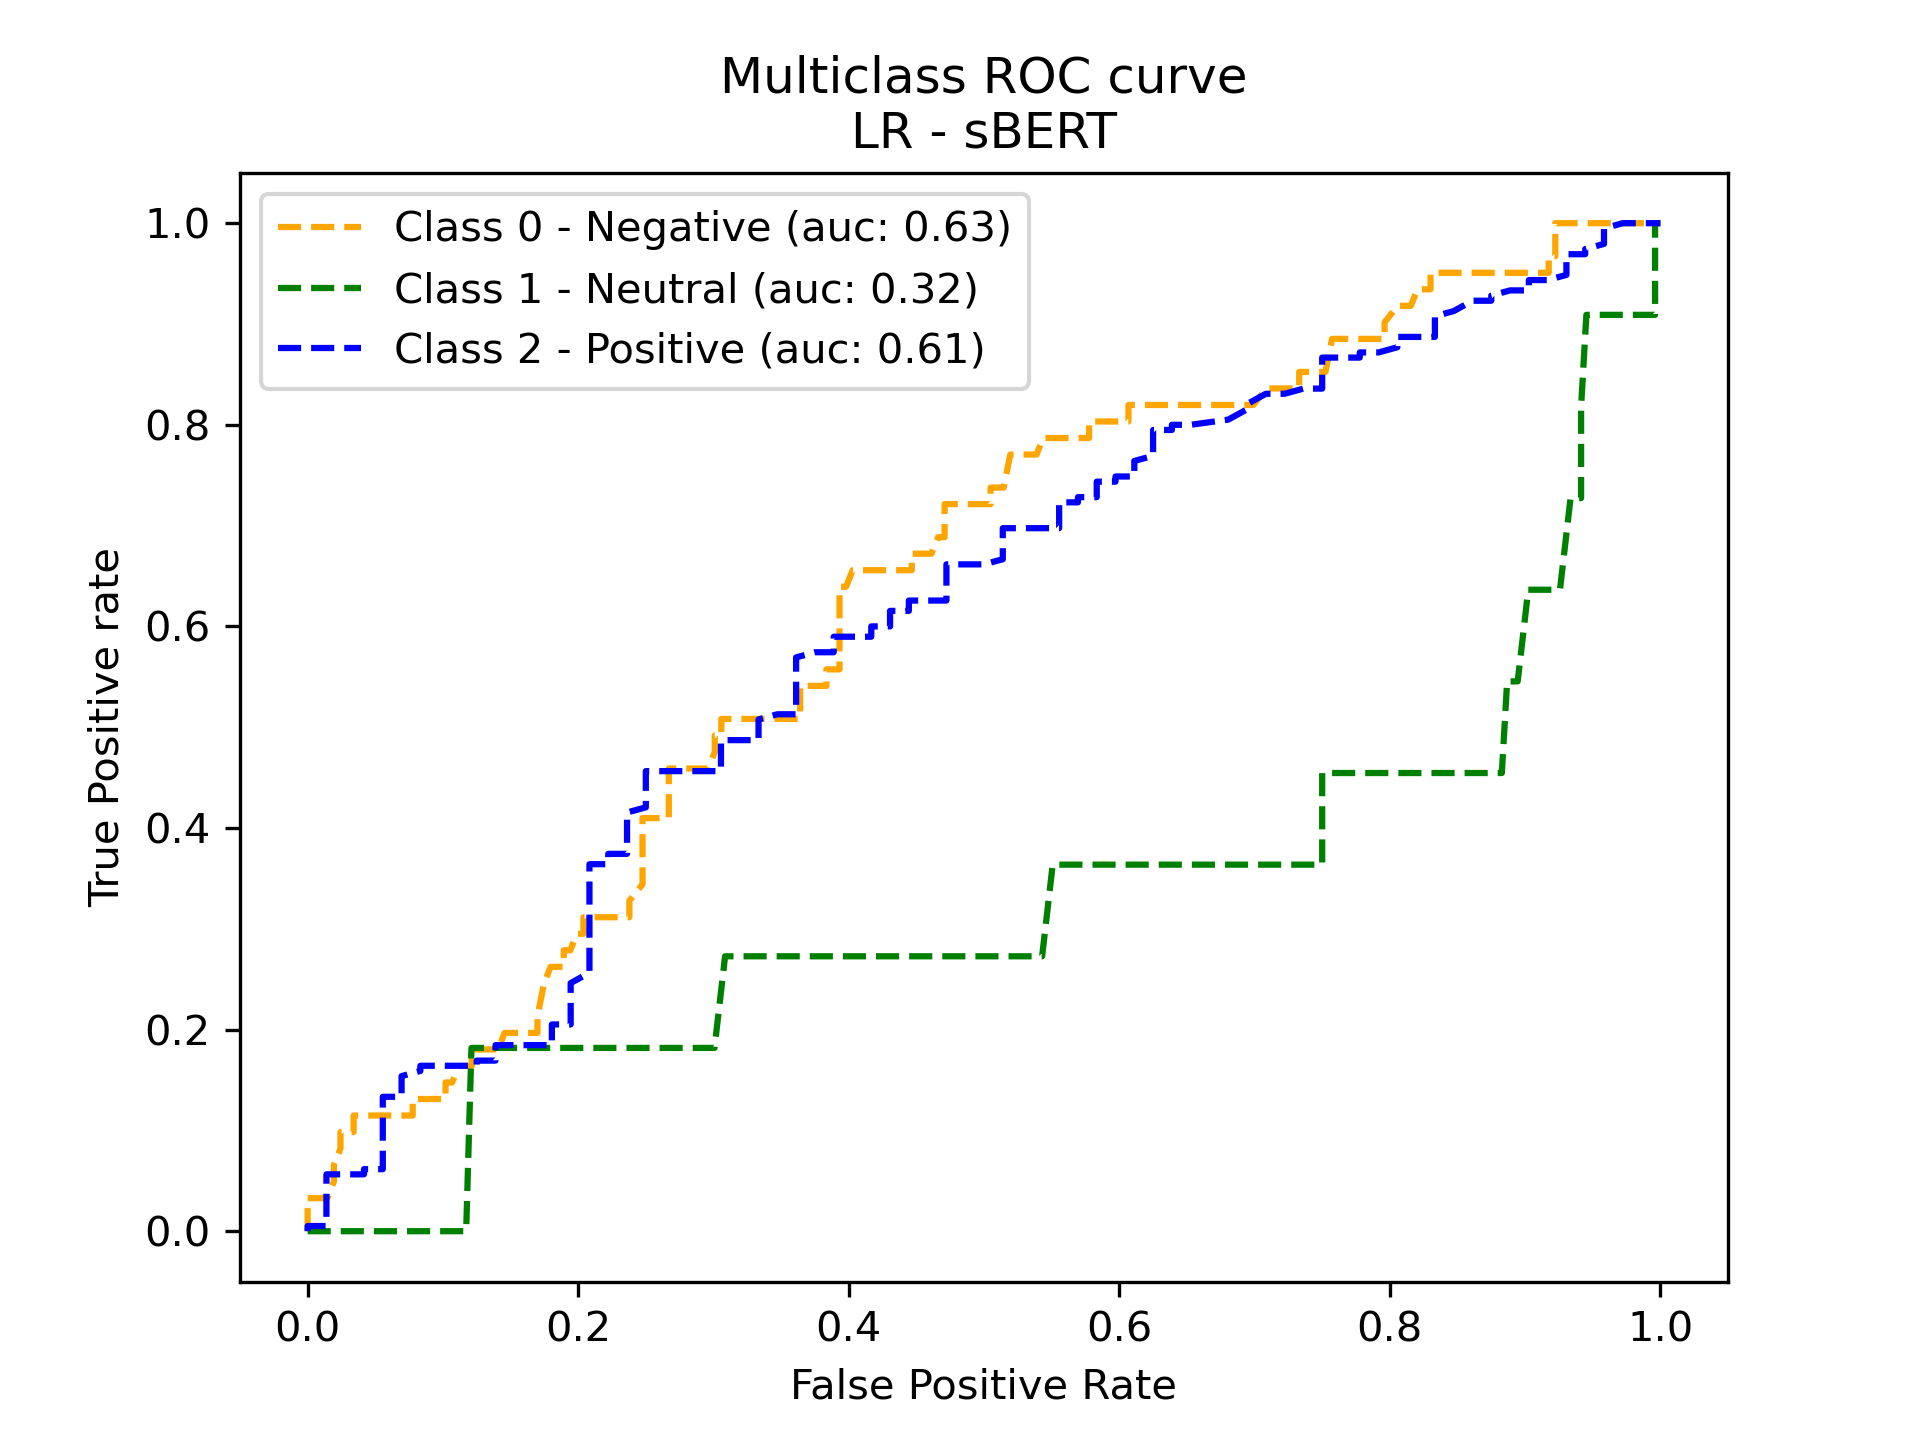 Multiclass ROC curve
LR - sBERT
Class 0 - Negative (auc: 0.63)
Class 1 - Neutral (auc: 0.32)
Class 2 - Positive (auc: 0.61)
True Positive rate
1.0
0.8
0.6
0.4
0.2
0.0
0.0 0.2 0.4 0.6 0.8 1.0
False Positive Rate